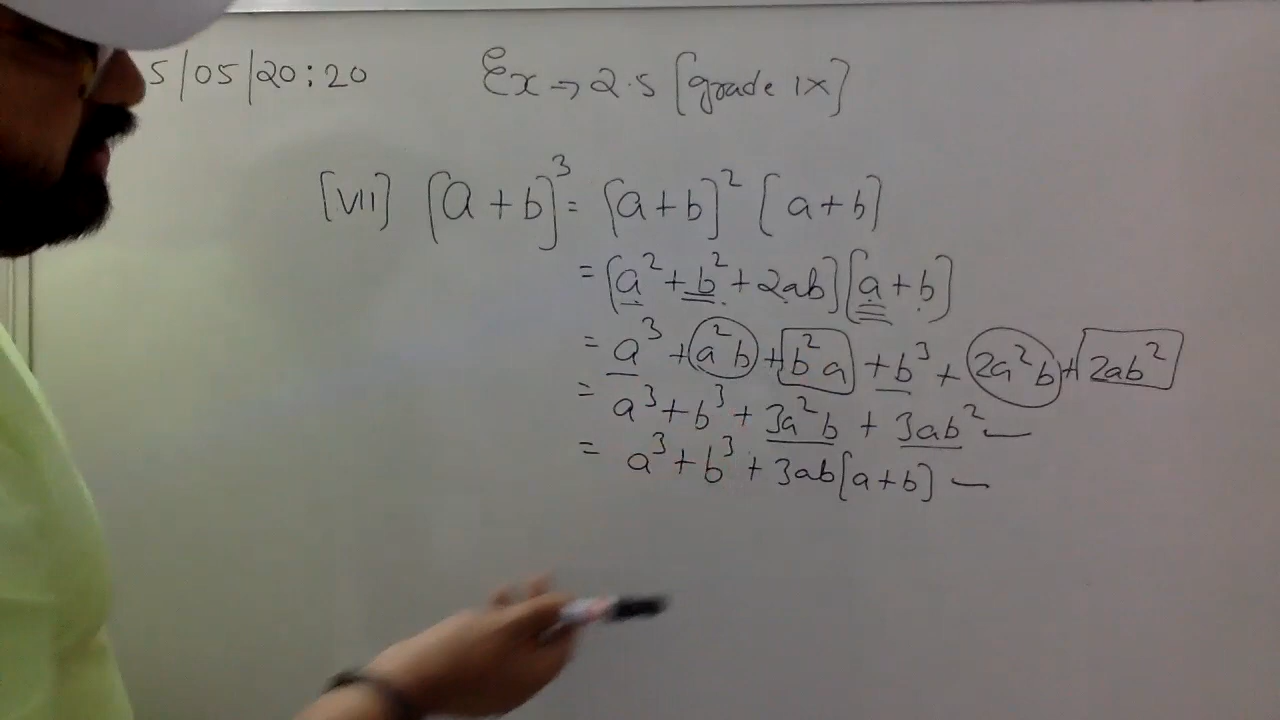 5/05/20:20 Ex → 2.5 [grade IX]
[VII] [a + b]³ = [a + b]² [a + b]
= [a² + b² + 2ab] [a + b]
= a³ + a²b + b²a + b³ + 2a²b + 2ab²
= a³ + b³ + 3a²b + 3ab² —
= a³ + b³ + 3ab[a + b] —